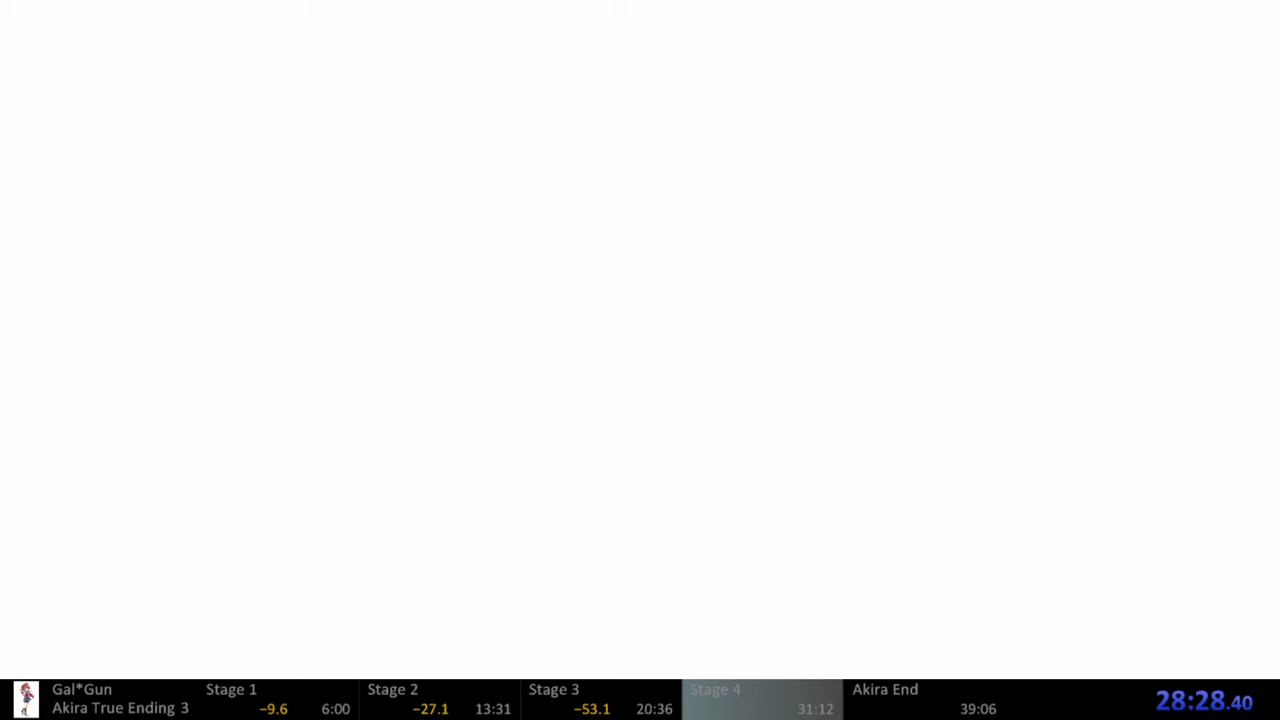 Gal*Gun
Akira True Ending 3
Stage 1
−9.6 6:00
Stage 2
−27.1 13:31
Stage 3
−53.1 20:36
Stage 4
31:12
Akira End
39:06
28:28.40